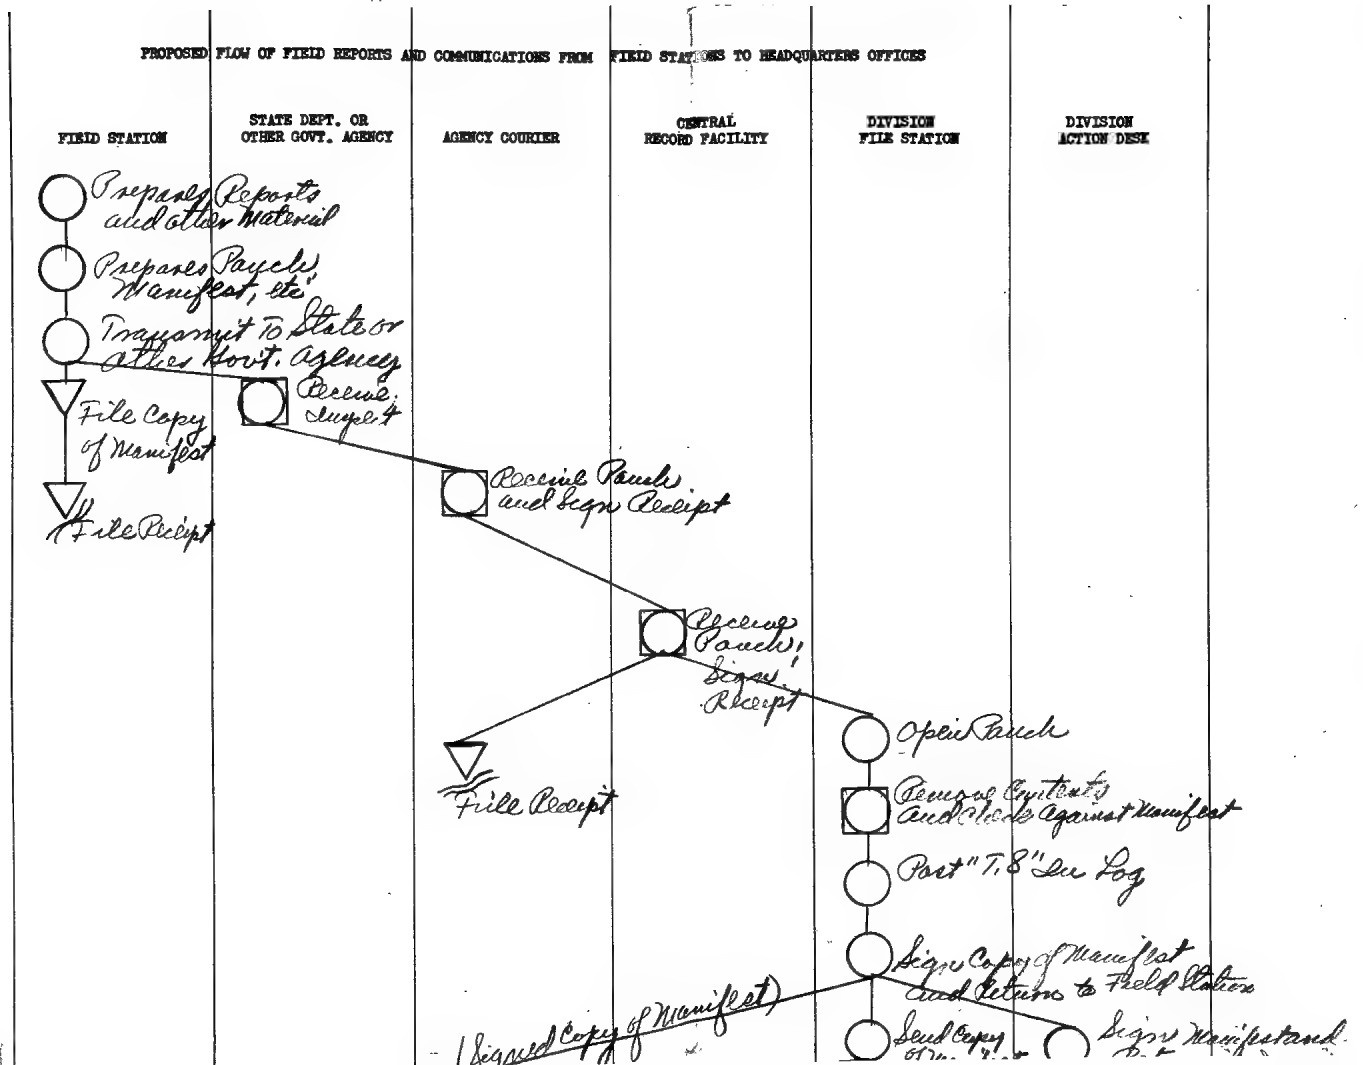 PROPOSED FLOW OF FIELD REPORTS AND COMMUNICATIONS FROM FIELD STATIONS TO HEADQUARTERS OFFICES
FIELD STATION
STATE DEPT. OR
OTHER GOVT. AGENCY
AGENCY COURIER
CENTRAL
RECORD FACILITY
DIVISION
FILE STATION
DIVISION
ACTION DESK
Prepares Reports
and other Material
Prepares Pouch,
Manifest, etc
Transmit To State or
other Gov't. Agency
File Copy
of Manifest
File Receipt
Receive
Receive Pouch
and Sign Receipt
Receive
Pouch,
Sign
Receipt
File Receipt
Open Pouch
Remove Contents
and Check Against Manifest
Post "T.S" in Log
Sign Copy of Manifest
and Return to Field Station
(Signed Copy of Manifest)
Send Copy
Sign Manifest and